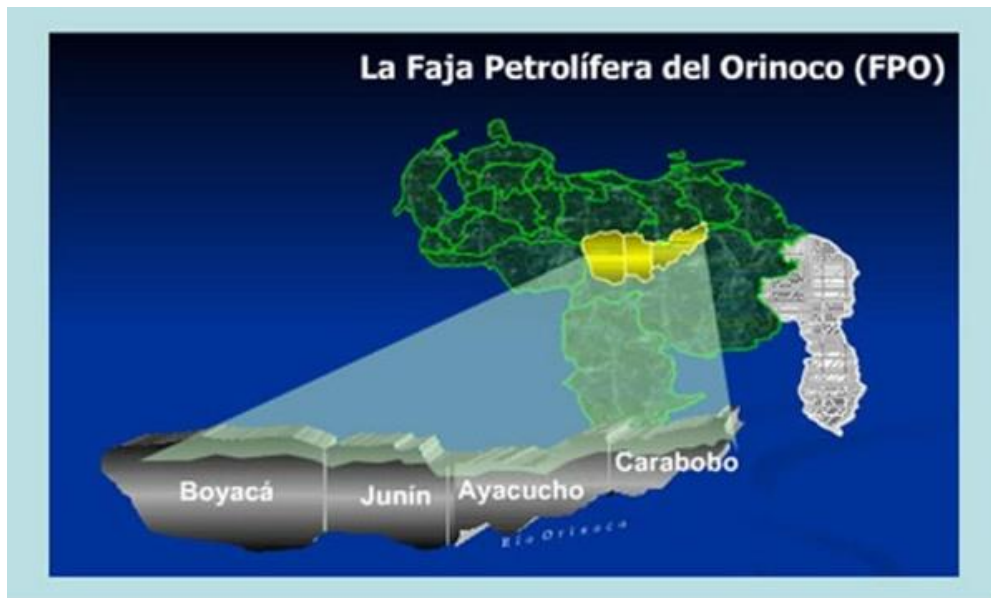 La Faja Petrolífera del Orinoco (FPO)
Carabobo
Boyacá
Junín
Ayacucho
Río Orinoco